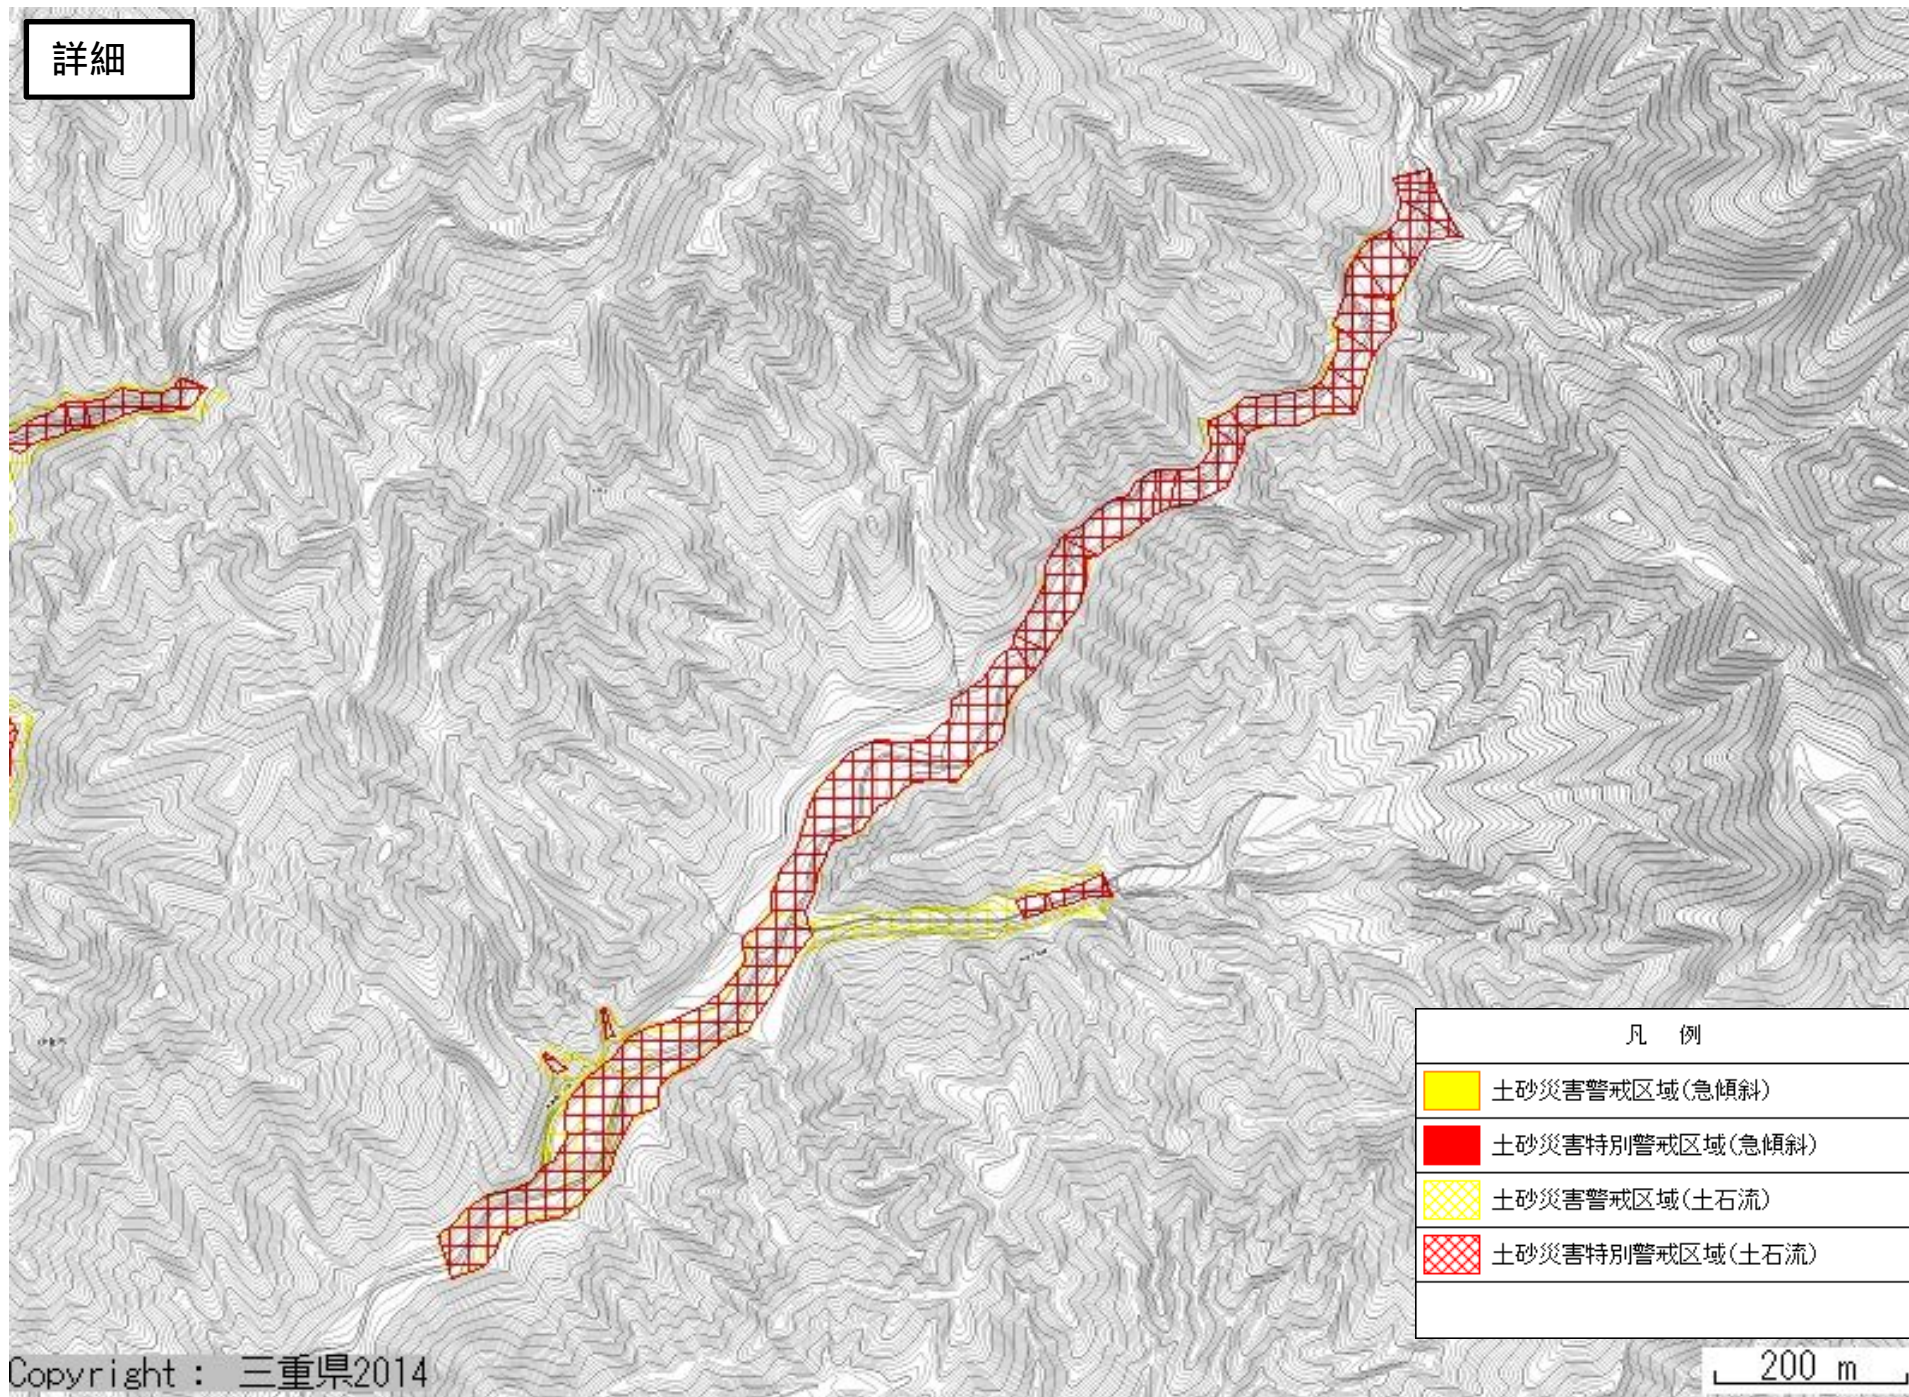 詳細
凡 例
土砂災害警戒区域(急傾斜)
土砂災害特別警戒区域(急傾斜)
土砂災害警戒区域(土石流)
土砂災害特別警戒区域(土石流)
Copyright : 三重県2014
200 m